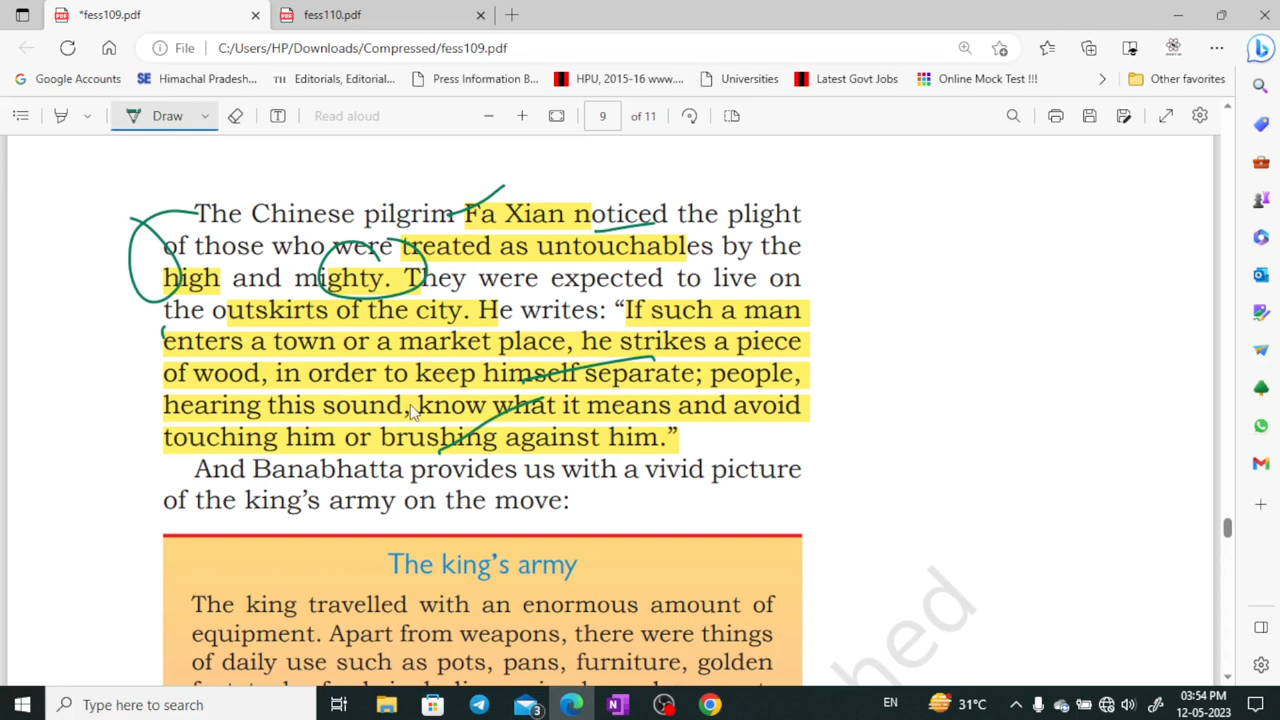 *fess109.pdf
fess110.pdf
File
C:/Users/HP/Downloads/Compressed/fess109.pdf
Google Accounts
SE Himachal Pradesh...
TH Editorials, Editorial...
Press Information B...
HPU, 2015-16 www....
Universities
Latest Govt Jobs
Online Mock Test !!!
Other favorites
Draw
Read aloud
9 of 11
The Chinese pilgrim Fa Xian noticed the plight
of those who were treated as untouchables by the
high and mighty. They were expected to live on
the outskirts of the city. He writes: “If such a man
enters a town or a market place, he strikes a piece
of wood, in order to keep himself separate; people,
hearing this sound, know what it means and avoid
touching him or brushing against him.”
And Banabhatta provides us with a vivid picture
of the king’s army on the move:
The king’s army
The king travelled with an enormous amount of
equipment. Apart from weapons, there were things
of daily use such as pots, pans, furniture, golden
hed
Type here to search
3
31°C
EN
03:54 PM
12-05-2023